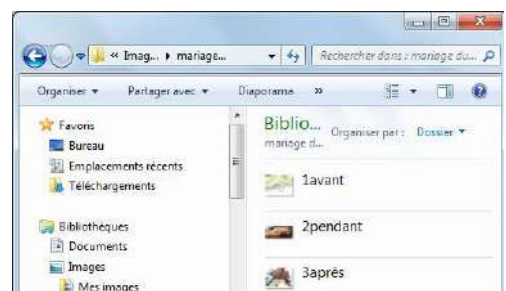 « Imag... mariage... Rechercher dans : mariage du...
Organiser Partager avec Diaporama »
Favoris
Bureau
Emplacements récents
Téléchargements
Bibliothèques
Documents
Images
Mes images
Biblio...
mariage d...
Organiser par : Dossier
1avant
2pendant
3après